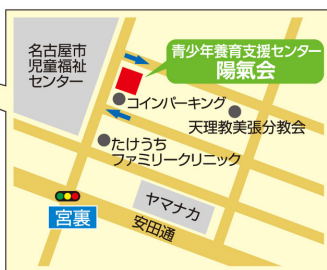 名古屋市
児童福祉
センター
青少年養育支援センター
陽氣会
コインパーキング
天理教美張分教会
たけうち
ファミリークリニック
ヤマナカ
宮裏
安田通